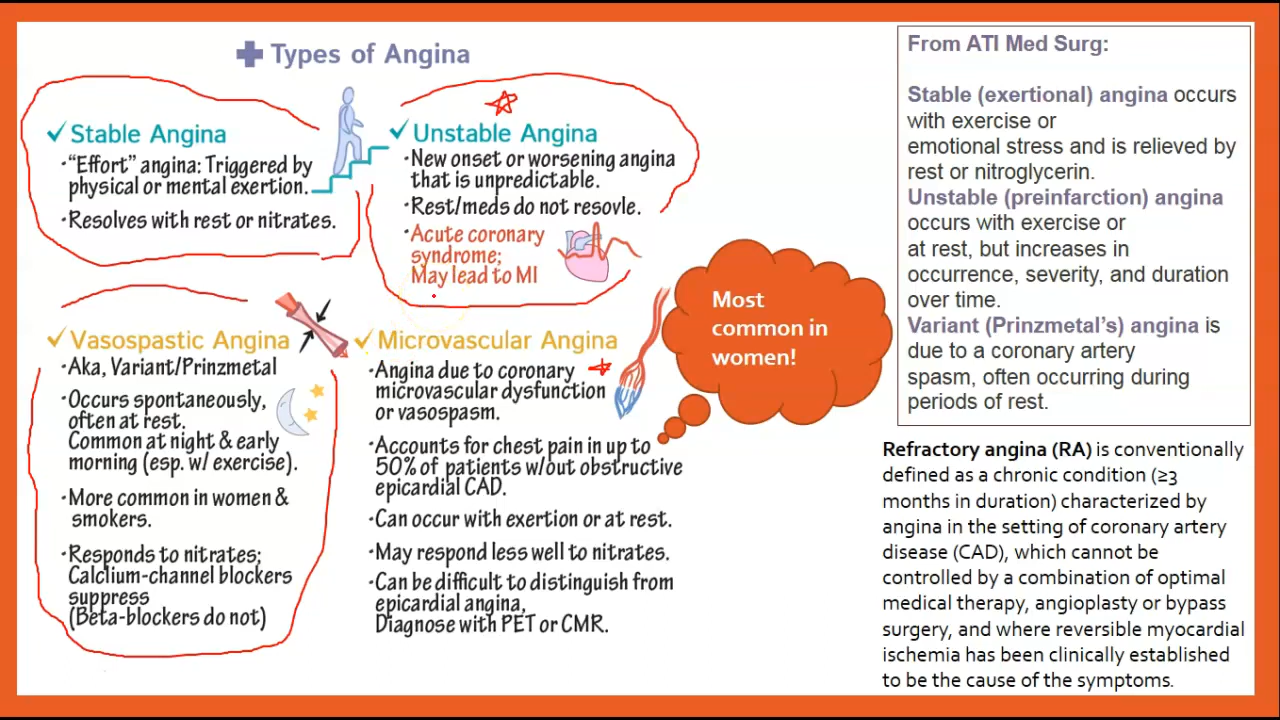 Types of Angina
✓ Stable Angina
·"Effort" angina: Triggered by
physical or mental exertion.
·Resolves with rest or nitrates.
✓ Unstable Angina
·New onset or worsening angina
that is unpredictable.
·Rest/meds do not resovle.
·Acute coronary
syndrome;
May lead to MI
✓ Vasospastic Angina
·Aka, Variant/Prinzmetal
·Occurs spontaneously,
often at rest.
Common at night & early
morning (esp. w/ exercise).
·More common in women &
smokers.
·Responds to nitrates;
Calclium-channel blockers
suppress
(Beta-blockers do not)
✓ Microvascular Angina
·Angina due to coronary
microvascular dysfunction
or vasospasm.
·Accounts for chest pain in up to
50% of patients w/out obstructive
epicardial CAD.
·Can occur with exertion or at rest.
·May respond less well to nitrates.
·Can be difficult to distinguish from
epicardial angina,
Diagnose with PET or CMR.
Most
common in
women!
From ATI Med Surg:
Stable (exertional) angina occurs
with exercise or
emotional stress and is relieved by
rest or nitroglycerin.
Unstable (preinfarction) angina
occurs with exercise or
at rest, but increases in
occurrence, severity, and duration
over time.
Variant (Prinzmetal's) angina is
due to a coronary artery
spasm, often occurring during
periods of rest.
Refractory angina (RA) is conventionally
defined as a chronic condition (≥3
months in duration) characterized by
angina in the setting of coronary artery
disease (CAD), which cannot be
controlled by a combination of optimal
medical therapy, angioplasty or bypass
surgery, and where reversible myocardial
ischemia has been clinically established
to be the cause of the symptoms.